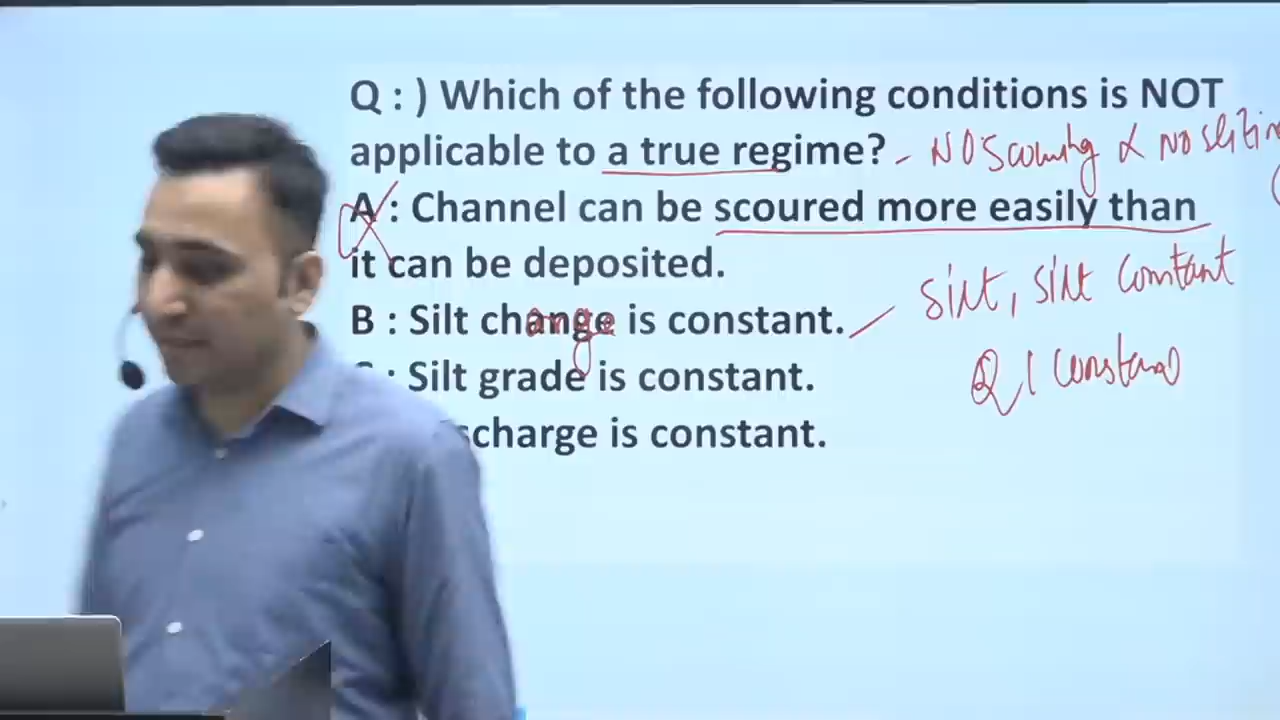 Q : ) Which of the following conditions is NOT
applicable to a true regime? - NO Scouring & NO sliting
A : Channel can be scoured more easily than
it can be deposited.
B : Silt change is constant.
silt, silt constant
: Silt grade is constant.
Q, constand
scharge is constant.